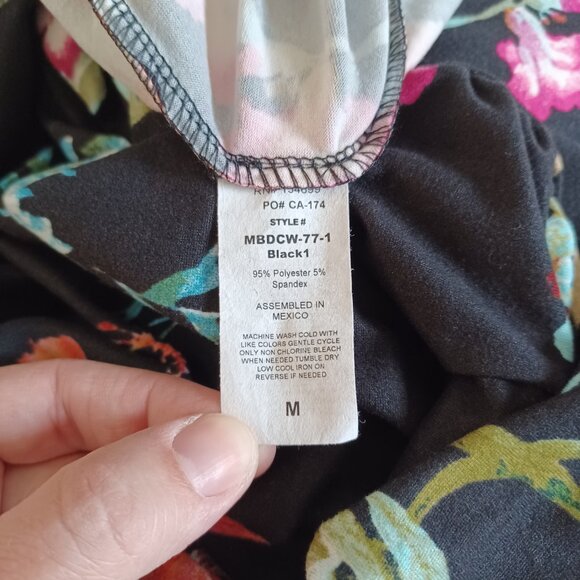 PO# CA-174
STYLE#
MBDCW-77-1
Black1
95% Polyester 5%
Spandex
ASSEMBLED IN
MEXICO
MACHINE WASH COLD WITH
LIKE COLORS GENTLE CYCLE
ONLY NON CHLORINE BLEACH
WHEN NEEDED TUMBLE DRY
LOW COOL IRON ON
REVERSE IF NEEDED
M